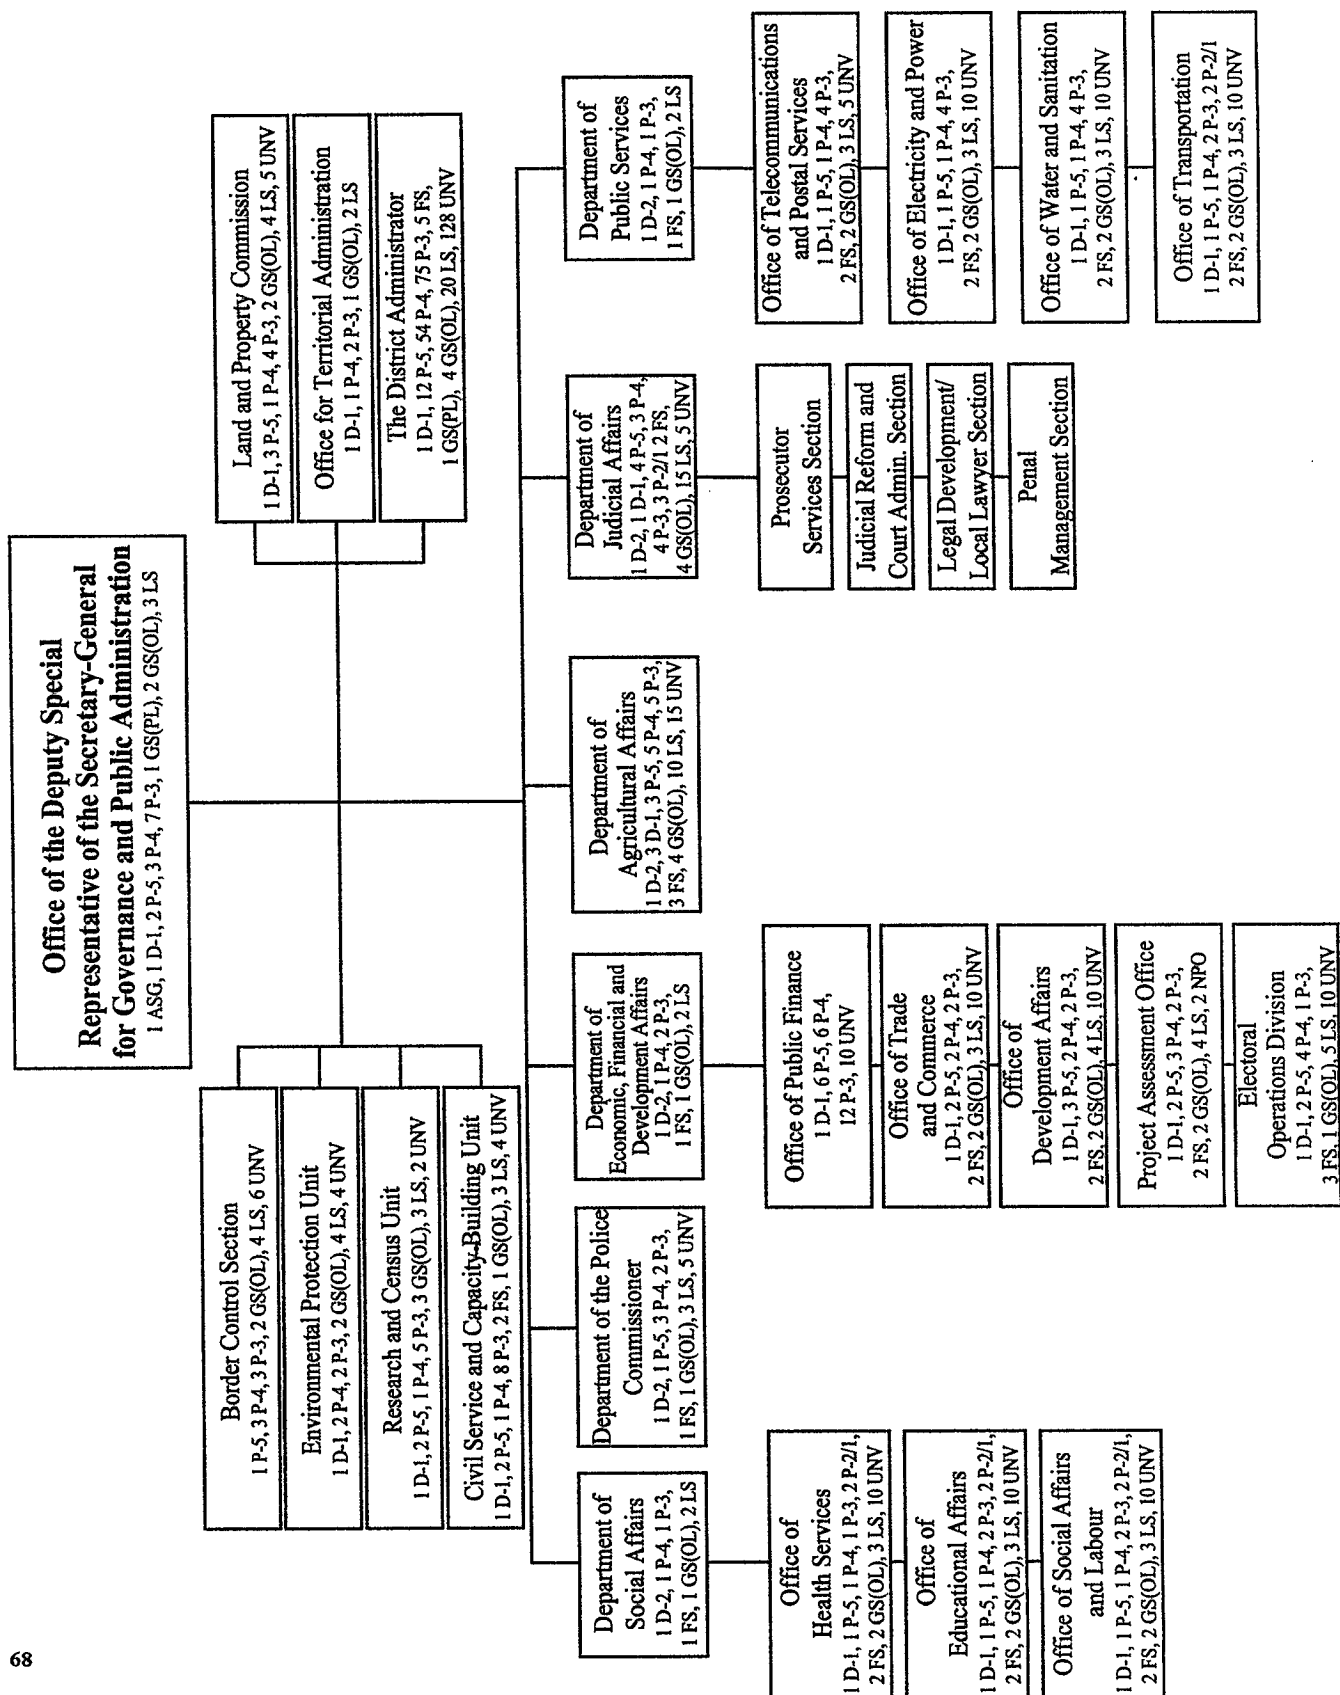 68
Office of the Deputy Special
Representative of the Secretary-General
for Governance and Public Administration
1 ASG, 1 D-1, 2 P-5, 3 P-4, 7 P-3, 1 GS(PL), 2 GS(OL), 3 LS
Border Control Section
1 P-5, 3 P-4, 3 P-3, 2 GS(OL), 4 LS, 6 UNV
Environmental Protection Unit
1 D-1, 2 P-4, 2 P-3, 2 GS(OL), 4 LS, 4 UNV
Research and Census Unit
1 D-1, 2 P-5, 1 P-4, 5 P-3, 3 GS(OL), 3 LS, 2 UNV
Civil Service and Capacity-Building Unit
1 D-1, 2 P-5, 1 P-4, 8 P-3, 2 FS, 1 GS(OL), 3 LS, 4 UNV
Land and Property Commission
1 D-1, 3 P-5, 1 P-4, 4 P-3, 2 GS(OL), 4 LS, 5 UNV
Office for Territorial Administration
1 D-1, 1 P-4, 2 P-3, 1 GS(OL), 2 LS
The District Administrator
1 D-1, 12 P-5, 54 P-4, 75 P-3, 5 FS,
1 GS(PL), 4 GS(OL), 20 LS, 128 UNV
Department of
Social Affairs
1 D-2, 1 P-4, 1 P-3,
1 FS, 1 GS(OL), 2 LS
Office of
Health Services
1 D-1, 1 P-5, 1 P-4, 1 P-3, 2 P-2/1,
2 FS, 2 GS(OL), 3 LS, 10 UNV
Office of
Educational Affairs
1 D-1, 1 P-5, 1 P-4, 2 P-3, 2 P-2/1,
2 FS, 2 GS(OL), 3 LS, 10 UNV
Office of Social Affairs
and Labour
1 D-1, 1 P-5, 1 P-4, 2 P-3, 2 P-2/1,
2 FS, 2 GS(OL), 3 LS, 10 UNV
Department of the Police
Commissioner
1 D-2, 1 P-5, 3 P-4, 2 P-3,
1 FS, 1 GS(OL), 3 LS, 5 UNV
Department of
Economic, Financial and
Development Affairs
1 D-2, 1 P-4, 2 P-3,
1 FS, 1 GS(OL), 2 LS
Office of Public Finance
1 D-1, 6 P-5, 6 P-4,
12 P-3, 10 UNV
Office of Trade
and Commerce
1 D-1, 2 P-5, 2 P-4, 2 P-3,
2 FS, 2 GS(OL), 3 LS, 10 UNV
Office of
Development Affairs
1 D-1, 3 P-5, 2 P-4, 2 P-3,
2 FS, 2 GS(OL), 4 LS, 10 UNV
Project Assessment Office
1 D-1, 2 P-5, 3 P-4, 2 P-3,
2 FS, 2 GS(OL), 4 LS, 2 NPO
Electoral
Operations Division
1 D-1, 2 P-5, 4 P-4, 1 P-3,
3 FS, 1 GS(OL), 5 LS, 10 UNV
Department of
Agricultural Affairs
1 D-2, 3 D-1, 3 P-5, 5 P-4, 5 P-3,
3 FS, 4 GS(OL), 10 LS, 15 UNV
Department of
Judicial Affairs
1 D-2, 1 D-1, 4 P-5, 3 P-4,
4 P-3, 3 P-2/1 2 FS,
4 GS(OL), 15 LS, 5 UNV
Prosecutor
Services Section
Judicial Reform and
Court Admin. Section
Legal Development/
Local Lawyer Section
Penal
Management Section
Department of
Public Services
1 D-2, 1 P-4, 1 P-3,
1 FS, 1 GS(OL), 2 LS
Office of Telecommunications
and Postal Services
1 D-1, 1 P-5, 1 P-4, 4 P-3,
2 FS, 2 GS(OL), 3 LS, 5 UNV
Office of Electricity and Power
1 D-1, 1 P-5, 1 P-4, 4 P-3,
2 FS, 2 GS(OL), 3 LS, 10 UNV
Office of Water and Sanitation
1 D-1, 1 P-5, 1 P-4, 4 P-3,
2 FS, 2 GS(OL), 3 LS, 10 UNV
Office of Transportation
1 D-1, 1 P-5, 1 P-4, 2 P-3, 2 P-2/1
2 FS, 2 GS(OL), 3 LS, 10 UNV